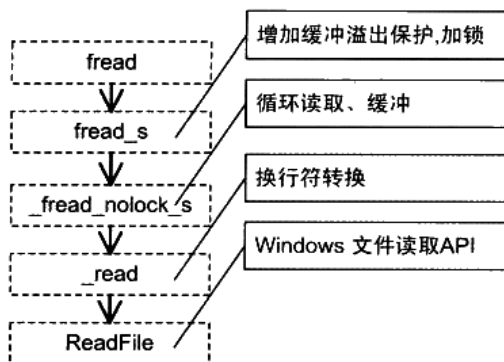 fread
增加缓冲溢出保护,加锁
fread_s
循环读取、缓冲
_fread_nolock_s
换行符转换
_read
Windows 文件读取API
ReadFile